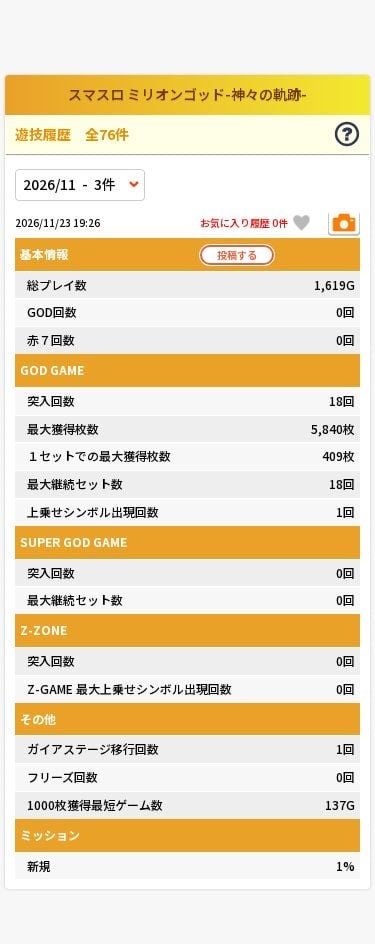 スマスロ ミリオンゴッド-神々の軌跡-
遊技履歴 全76件
2026/11 - 3件
2026/11/23 19:26 お気に入り履歴 0件
基本情報 投稿する
総プレイ数 1,619G
GOD回数 0回
赤７回数 0回
GOD GAME
突入回数 18回
最大獲得枚数 5,840枚
１セットでの最大獲得枚数 409枚
最大継続セット数 18回
上乗せシンボル出現回数 1回
SUPER GOD GAME
突入回数 0回
最大継続セット数 0回
Z-ZONE
突入回数 0回
Z-GAME 最大上乗せシンボル出現回数 0回
その他
ガイアステージ移行回数 1回
フリーズ回数 0回
1000枚獲得最短ゲーム数 137G
ミッション
新規 1%